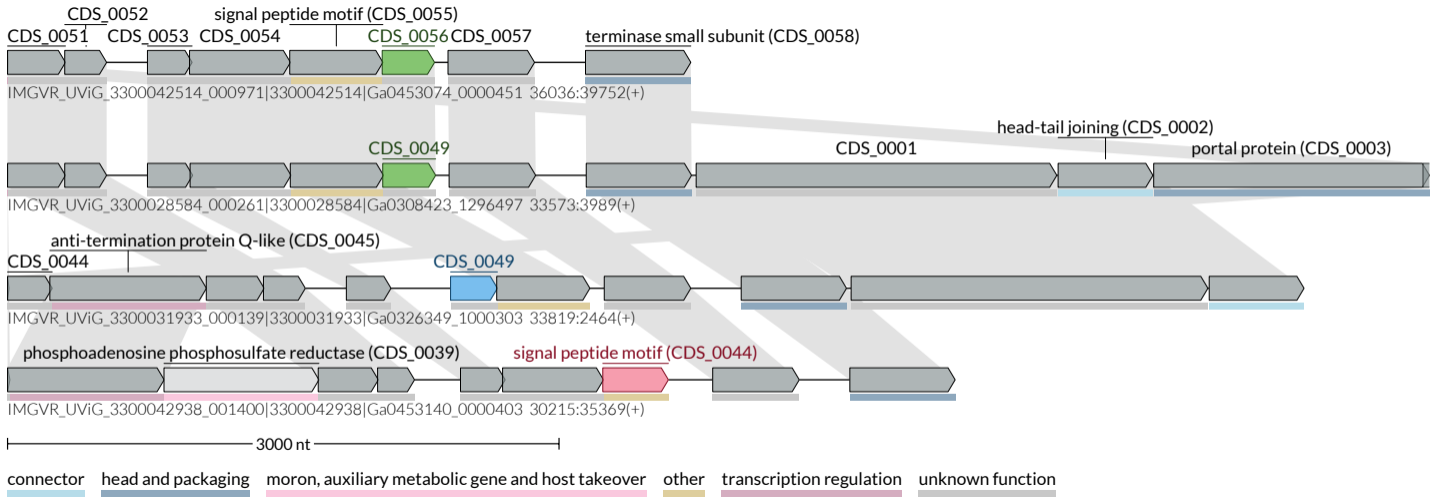 CDS_0052 signal peptide motif (CDS_0055)
CDS_0051 CDS_0053 CDS_0054 CDS_0056 CDS_0057 terminase small subunit (CDS_0058)
IMGVR_UViG_3300042514_000971|3300042514|Ga0453074_0000451 36036:39752(+)
head-tail joining (CDS_0002)
CDS_0049 CDS_0001 portal protein (CDS_0003)
IMGVR_UViG_3300028584_000261|3300028584|Ga0308423_1296497 33573:3989(+)
anti-termination protein Q-like (CDS_0045)
CDS_0044 CDS_0049
IMGVR_UViG_3300031933_000139|3300031933|Ga0326349_1000303 33819:2464(+)
phosphoadenosine phosphosulfate reductase (CDS_0039) signal peptide motif (CDS_0044)
IMGVR_UViG_3300042938_001400|3300042938|Ga0453140_0000403 30215:35369(+)
3000 nt
connector head and packaging moron, auxiliary metabolic gene and host takeover other transcription regulation unknown function